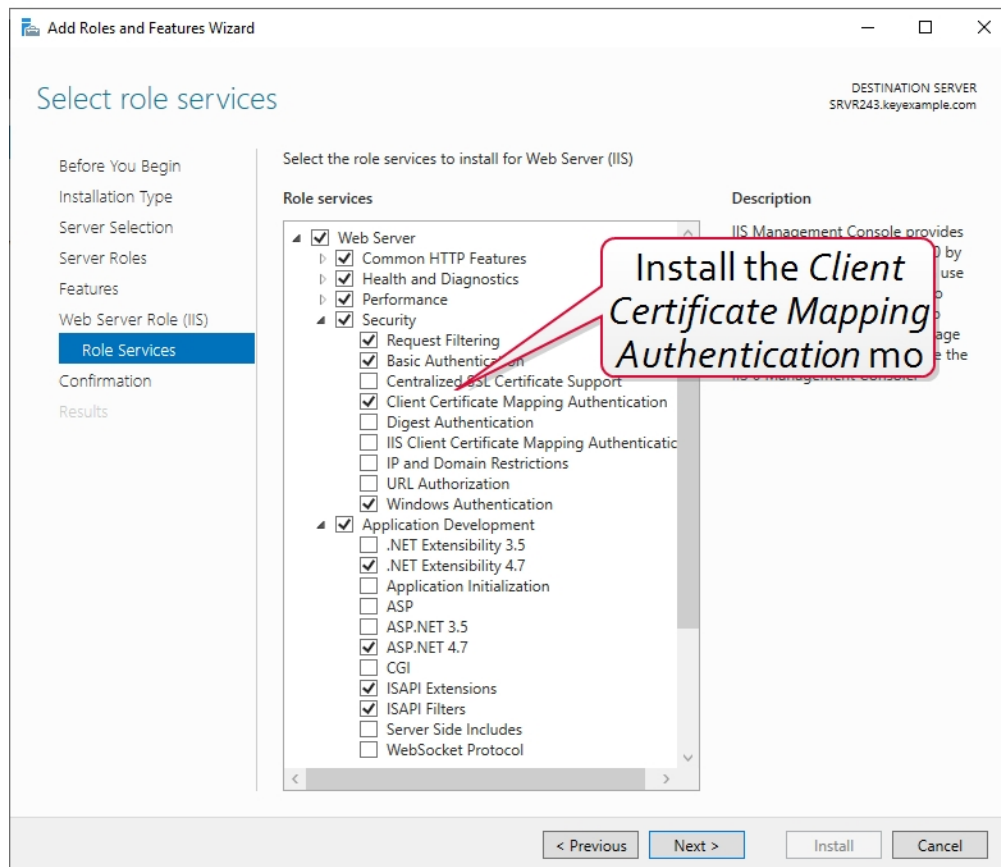 Add Roles and Features Wizard
Select role services
DESTINATION SERVER
SRVR243.keyexample.com
Before You Begin
Installation Type
Server Selection
Server Roles
Features
Web Server Role (IIS)
Role Services
Confirmation
Results
Select the role services to install for Web Server (IIS)
Role services
Web Server
Common HTTP Features
Health and Diagnostics
Performance
Security
Request Filtering
Basic Authentication
Centralized SSL Certificate Support
Client Certificate Mapping Authentication
Digest Authentication
IIS Client Certificate Mapping Authenticatic
IP and Domain Restrictions
URL Authorization
Windows Authentication
Application Development
.NET Extensibility 3.5
.NET Extensibility 4.7
Application Initialization
ASP
ASP.NET 3.5
ASP.NET 4.7
CGI
ISAPI Extensions
ISAPI Filters
Server Side Includes
WebSocket Protocol
Description
IIS Management Console provides
by
use
the
Install the Client
Certificate Mapping
Authentication mo
< Previous
Next >
Install
Cancel